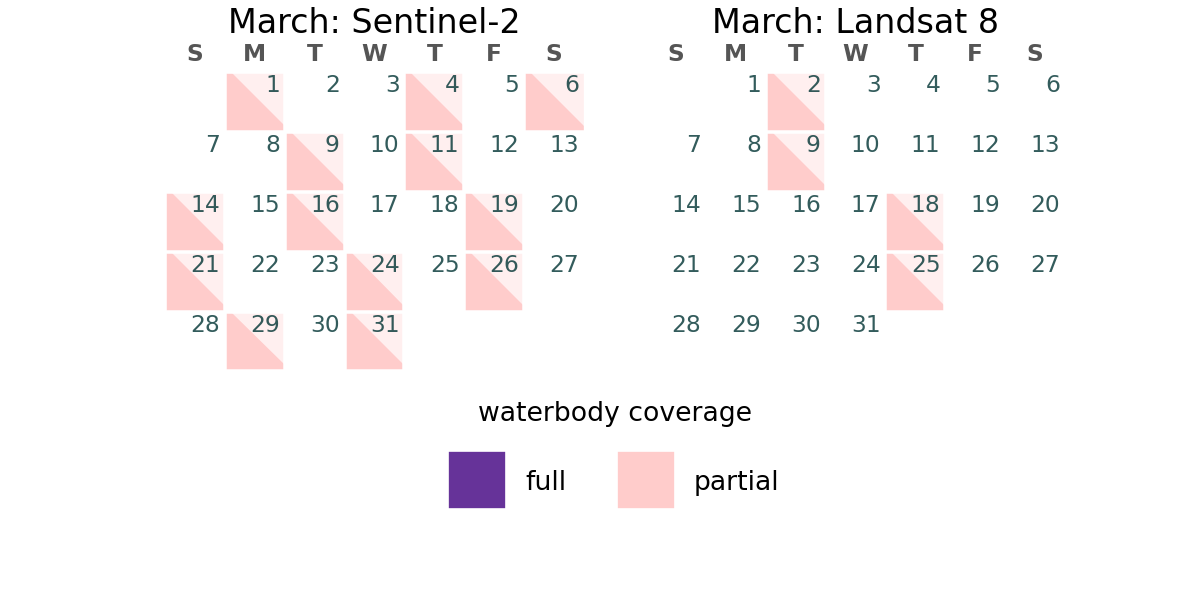 March: Sentinel-2
S M T W T F S
1 2 3 4 5 6
7 8 9 10 11 12 13
14 15 16 17 18 19 20
21 22 23 24 25 26 27
28 29 30 31
March: Landsat 8
S M T W T F S
1 2 3 4 5 6
7 8 9 10 11 12 13
14 15 16 17 18 19 20
21 22 23 24 25 26 27
28 29 30 31
waterbody coverage
full
partial